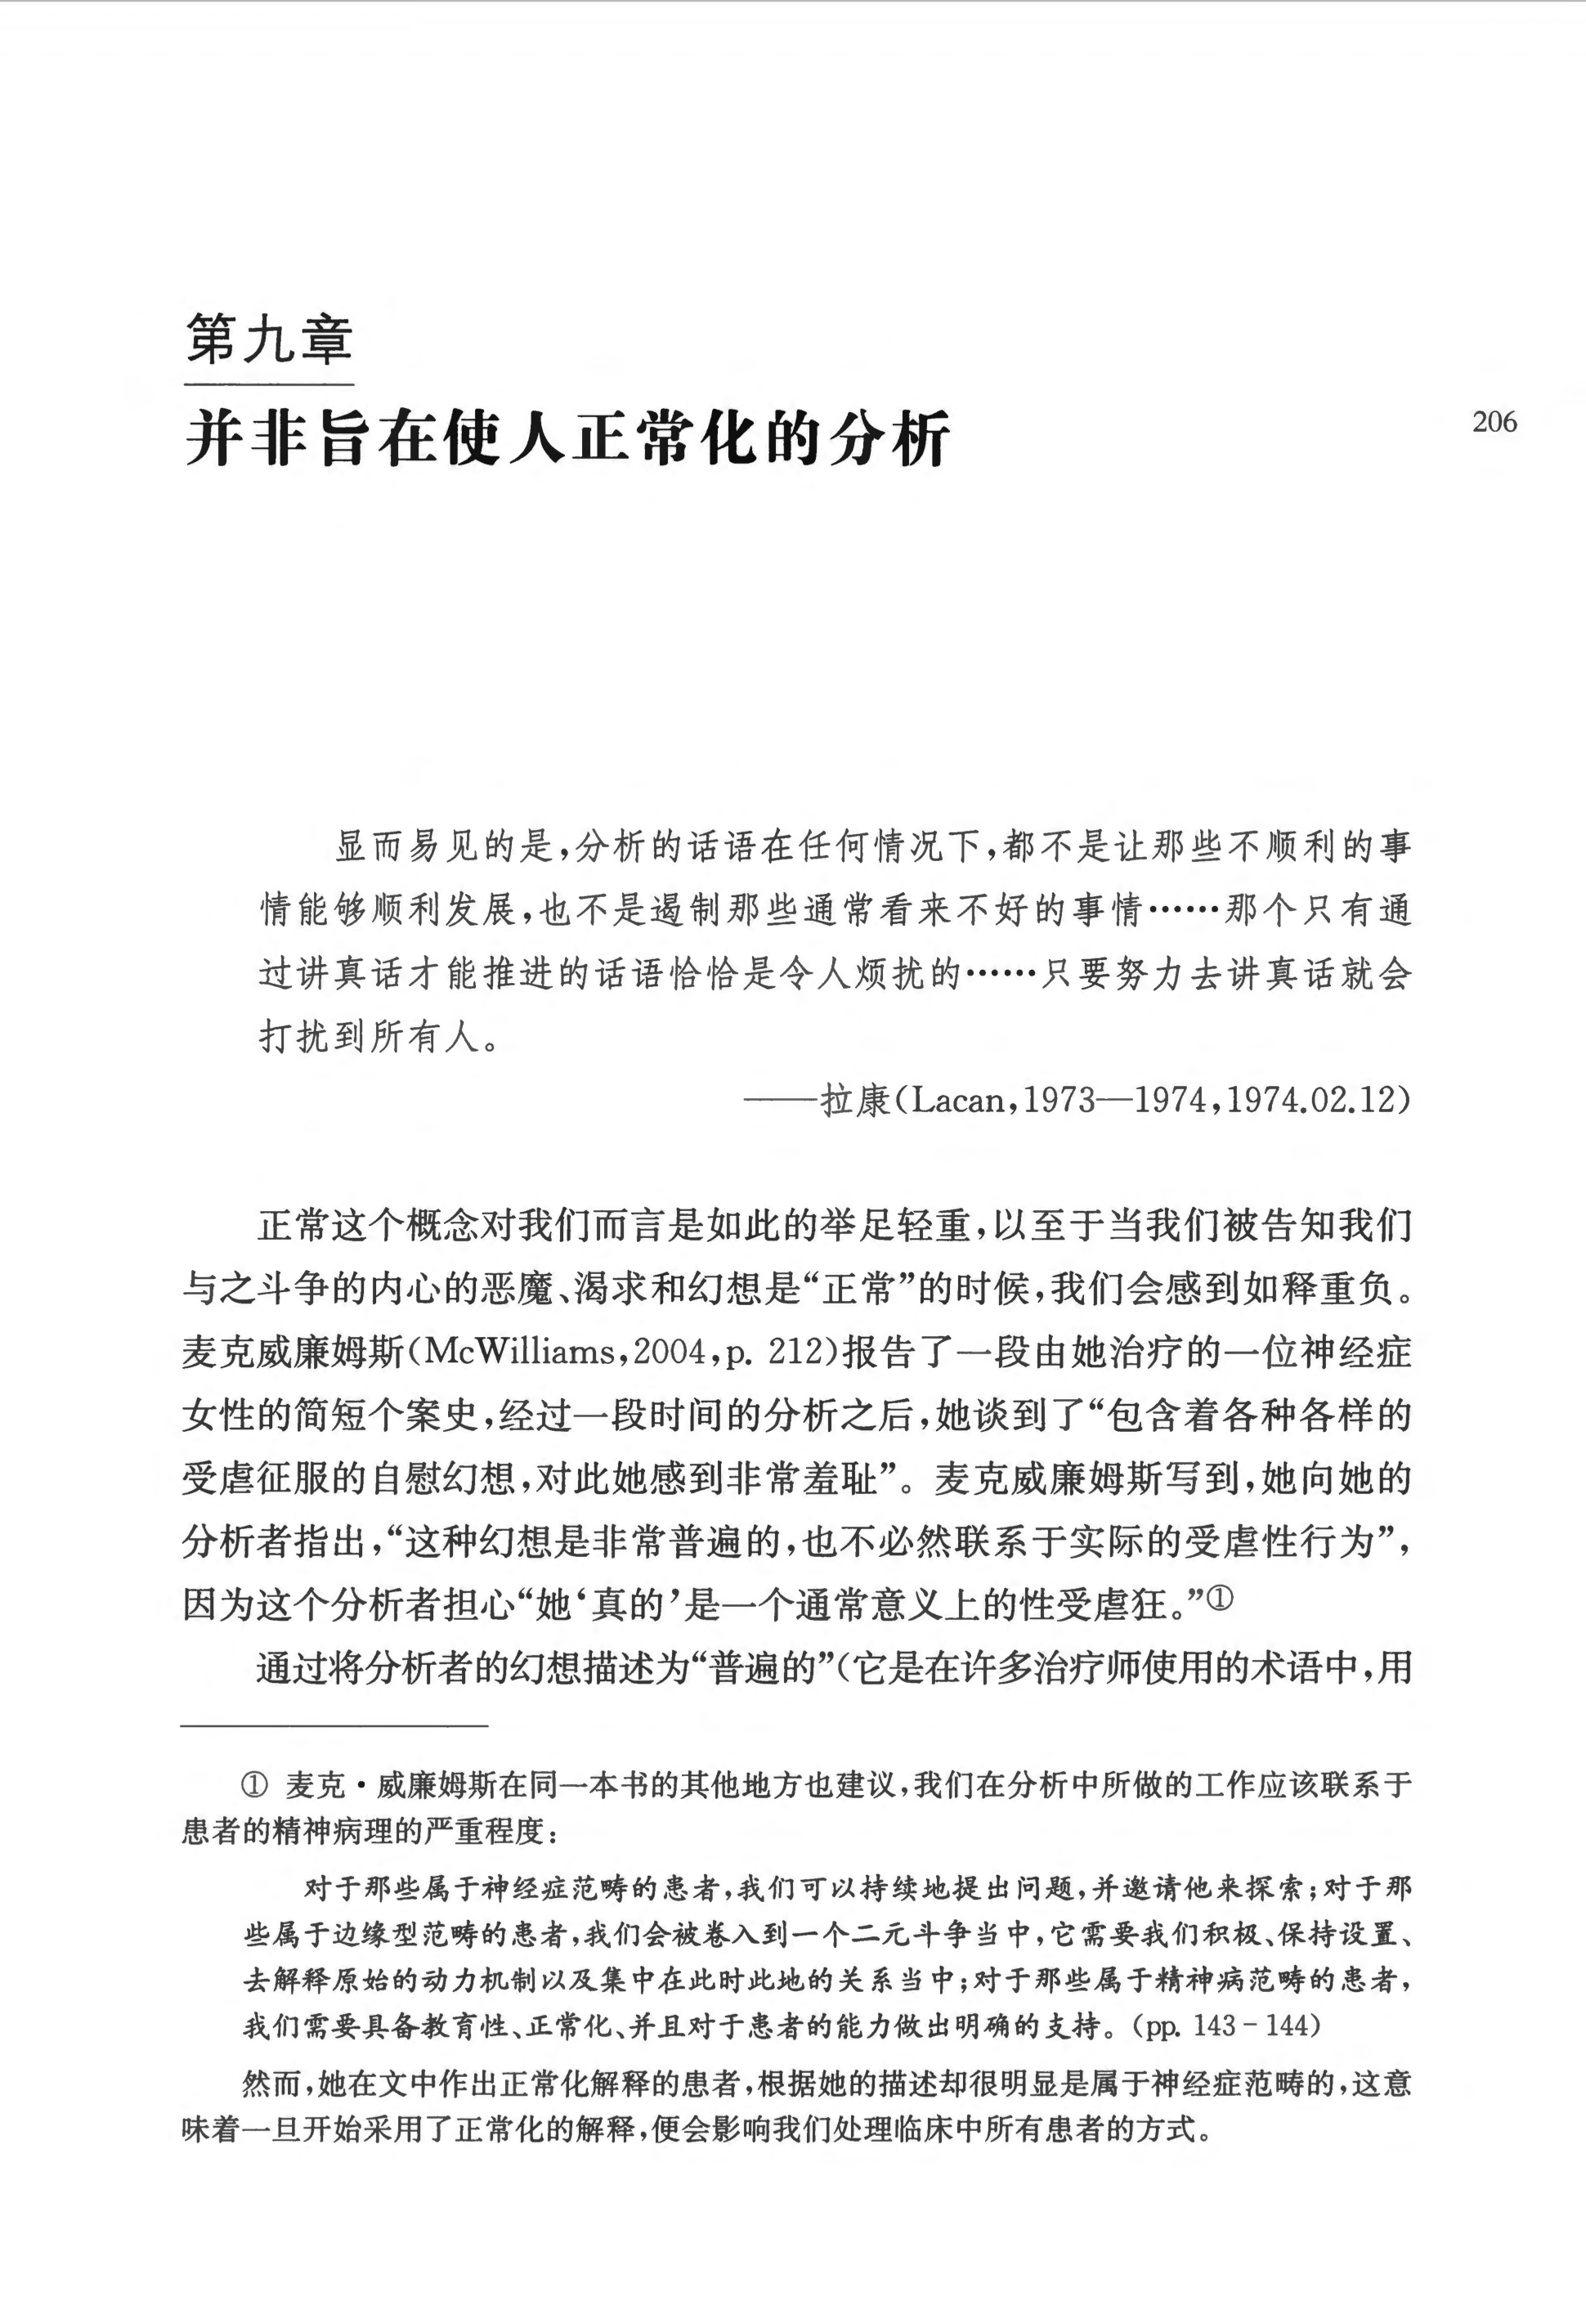 第九章
并非旨在使人正常化的分析
206
显而易见的是,分析的话语在任何情况下,都不是让那些不顺利的事
情能够顺利发展,也不是遏制那些通常看来不好的事情……那个只有通
过讲真话才能推进的话语恰恰是令人烦扰的……只要努力去讲真话就会
打扰到所有人。
——拉康(Lacan,1973—1974,1974.02.12)
正常这个概念对我们而言是如此的举足轻重,以至于当我们被告知我们
与之斗争的内心的恶魔、渴求和幻想是“正常”的时候,我们会感到如释重负。
麦克威廉姆斯(McWilliams,2004,p. 212)报告了一段由她治疗的一位神经症
女性的简短个案史,经过一段时间的分析之后,她谈到了“包含着各种各样的
受虐征服的自慰幻想,对此她感到非常羞耻”。麦克威廉姆斯写到,她向她的
分析者指出,“这种幻想是非常普遍的,也不必然联系于实际的受虐性行为”,
因为这个分析者担心“她‘真的’是一个通常意义上的性受虐狂。”①
通过将分析者的幻想描述为“普遍的”(它是在许多治疗师使用的术语中,用
① 麦克·威廉姆斯在同一本书的其他地方也建议,我们在分析中所做的工作应该联系于
患者的精神病理的严重程度:
对于那些属于神经症范畴的患者,我们可以持续地提出问题,并邀请他来探索;对于那
些属于边缘型范畴的患者,我们会被卷入到一个二元斗争当中,它需要我们积极、保持设置、
去解释原始的动力机制以及集中在此时此地的关系当中;对于那些属于精神病范畴的患者,
我们需要具备教育性、正常化、并且对于患者的能力做出明确的支持。(pp. 143-144)
然而,她在文中作出正常化解释的患者,根据她的描述却很明显是属于神经症范畴的,这意
味着一旦开始采用了正常化的解释,便会影响我们处理临床中所有患者的方式。